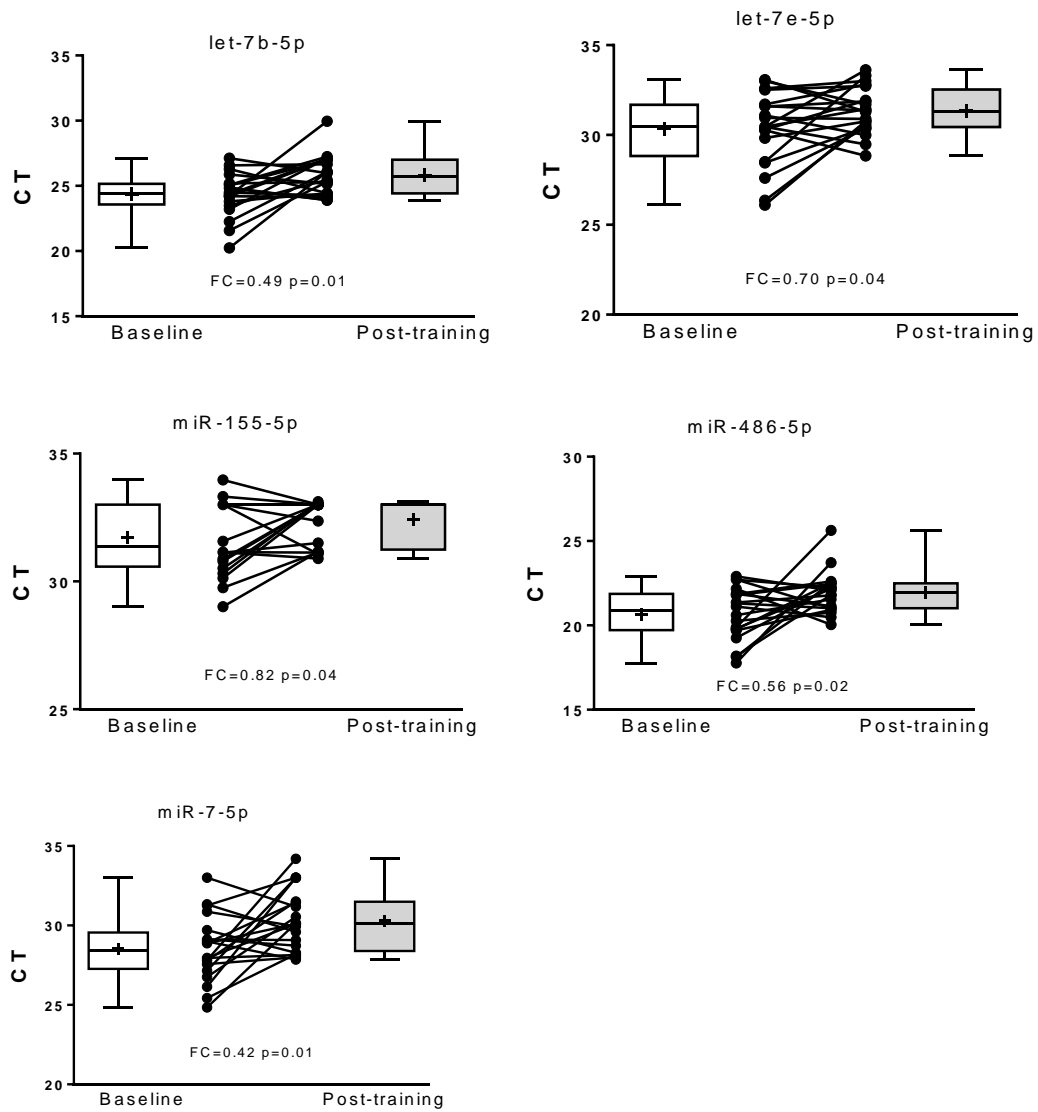 let-7b-5p
35
30
25
20
15
CT
FC=0.49 p=0.01
Baseline
Post-training
let-7e-5p
35
30
25
20
CT
FC=0.70 p=0.04
Baseline
Post-training
miR-155-5p
35
30
25
CT
FC=0.82 p=0.04
Baseline
Post-training
miR-486-5p
30
25
20
15
CT
FC=0.56 p=0.02
Baseline
Post-training
miR-7-5p
35
30
25
20
CT
FC=0.42 p=0.01
Baseline
Post-training